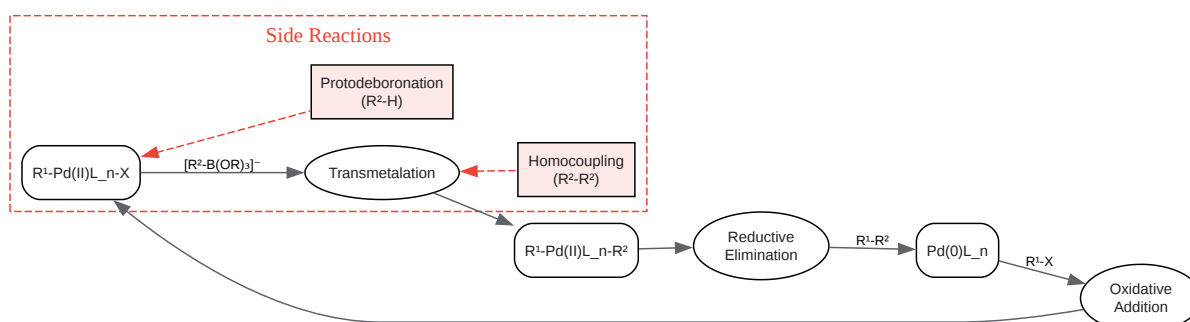 Side Reactions
Protodeboronation
(R²-H)
R¹-Pd(II)L_n-X
[R²-B(OR)₃]⁻
Transmetalation
Homocoupling
(R²-R²)
R¹-Pd(II)L_n-R²
Reductive
Elimination
R¹-R²
Pd(0)L_n
R¹-X
Oxidative
Addition